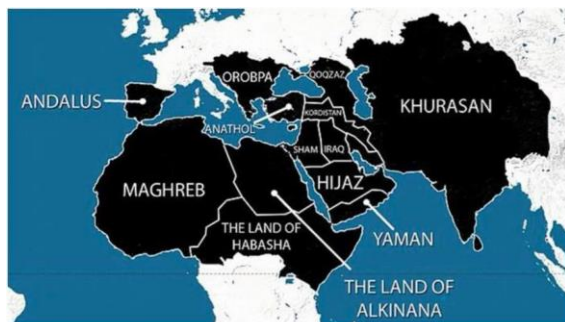 OROBPA
QOQZAZ
ANDALUS
ANATHOL
KORDISTAN
KHURASAN
SHAM
IRAQ
MAGHREB
HIJAZ
THE LAND OF
HABASHA
YAMAN
THE LAND OF
ALKINANA